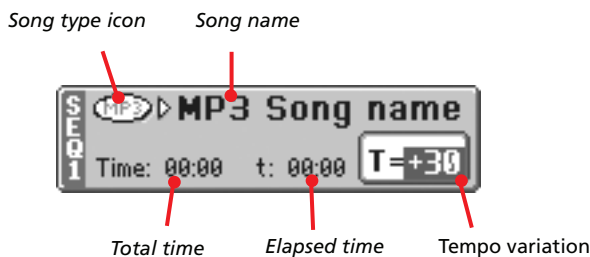 Song type icon Song name
SEQ1
MP3 MP3 Song name
Time: 00:00 t: 00:00 T=+30
Total time Elapsed time Tempo variation